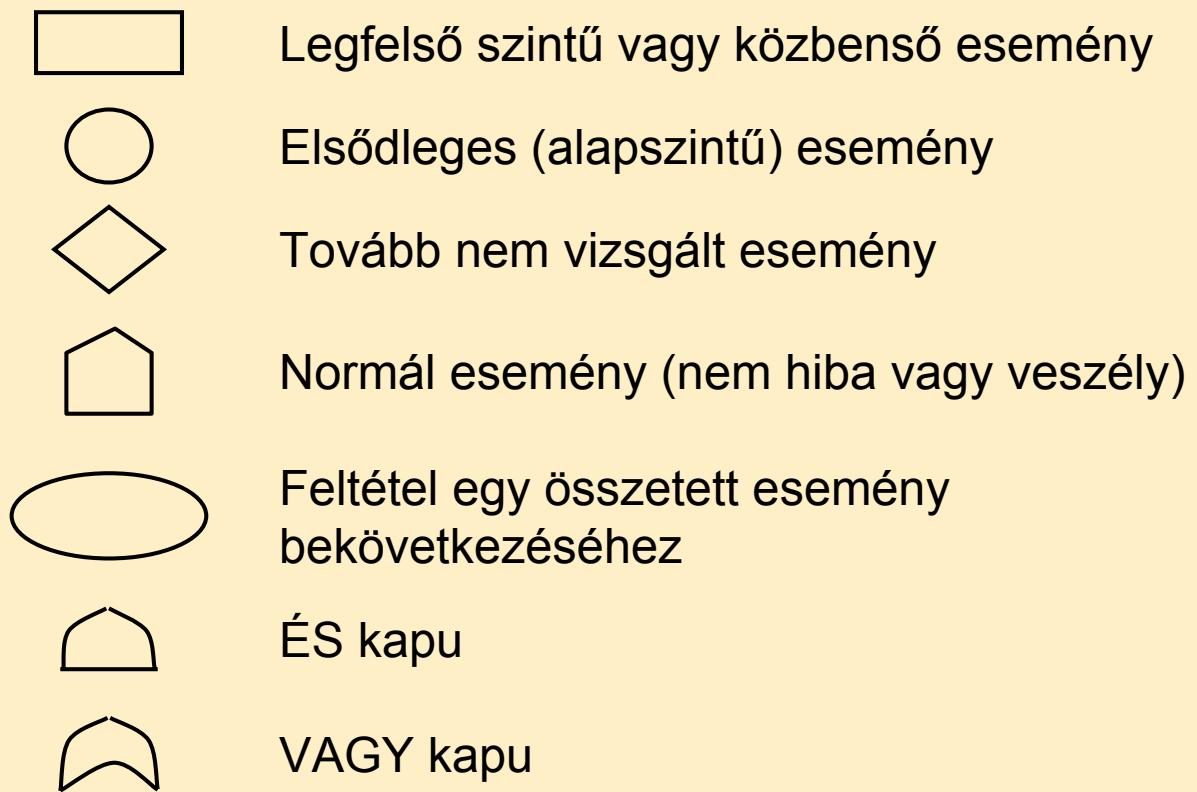 Legfelső szintű vagy közbenső esemény
Elsődleges (alapszintű) esemény
Tovább nem vizsgált esemény
Normál esemény (nem hiba vagy veszély)
Feltétel egy összetett esemény
bekövetkezéséhez
ÉS kapu
VAGY kapu